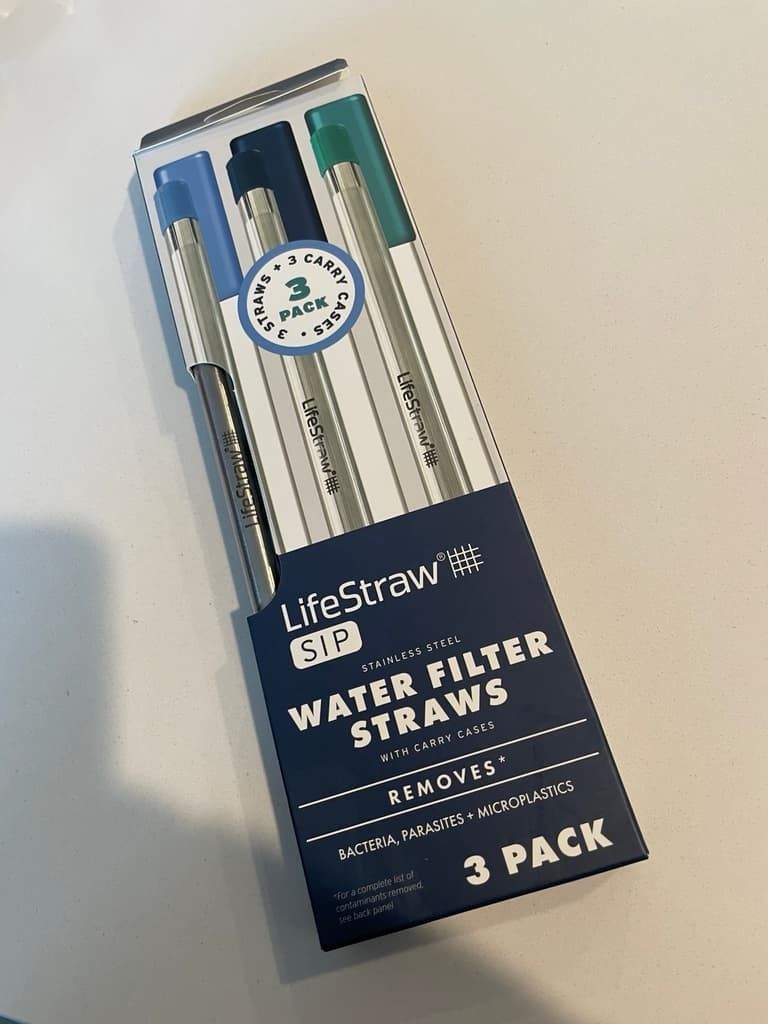 3 STRAWS + 3 CARRY CASES •
3
PACK
LifeStraw
LifeStraw
LifeStraw
LifeStraw®
SIP
STAINLESS STEEL
WATER FILTER
STRAWS
WITH CARRY CASES
REMOVES*
BACTERIA, PARASITES + MICROPLASTICS
3 PACK
*For a complete list of
contaminants removed,
see back panel